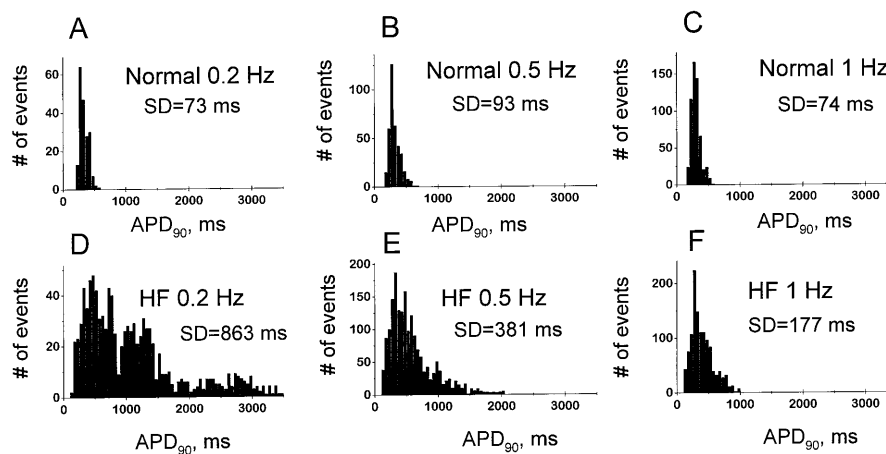 A
Normal 0.2 Hz
SD=73 ms
# of events
60
40
20
0
0 1000 2000 3000
APD90, ms
B
Normal 0.5 Hz
SD=93 ms
# of events
100
50
0
0 1000 2000 3000
APD90, ms
C
Normal 1 Hz
SD=74 ms
# of events
150
100
50
0
0 1000 2000 3000
APD90, ms
D
HF 0.2 Hz
SD=863 ms
# of events
60
40
20
0
0 1000 2000 3000
APD90, ms
E
HF 0.5 Hz
SD=381 ms
# of events
200
150
100
50
0
0 1000 2000 3000
APD90, ms
F
HF 1 Hz
SD=177 ms
# of events
200
100
0
0 1000 2000 3000
APD90, ms